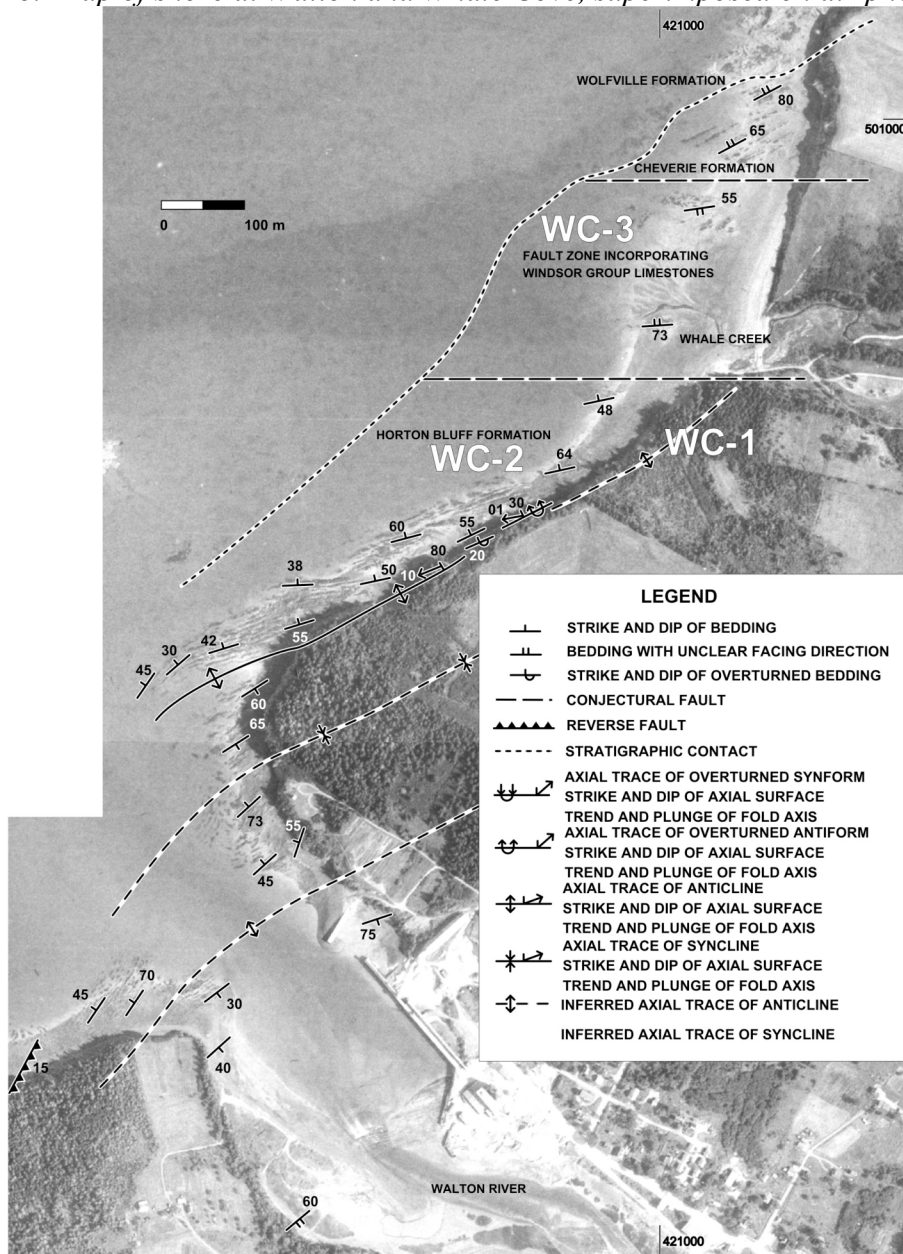 421000
WOLFVILLE FORMATION
80
65
501000
CHEVERIE FORMATION
55
0 100 m
WC-3
FAULT ZONE INCORPORATING
WINDSOR GROUP LIMESTONES
73
WHALE CREEK
48
HORTON BLUFF FORMATION
WC-1
WC-2
64
01 30
60
55
20
80
38
50
10
55
42
30
45
60
65
73
55
45
75
70
45
30
15
40
WALTON RIVER
60
421000
LEGEND
STRIKE AND DIP OF BEDDING
BEDDING WITH UNCLEAR FACING DIRECTION
STRIKE AND DIP OF OVERTURNED BEDDING
CONJECTURAL FAULT
REVERSE FAULT
STRATIGRAPHIC CONTACT
AXIAL TRACE OF OVERTURNED SYNFORM
STRIKE AND DIP OF AXIAL SURFACE
TREND AND PLUNGE OF FOLD AXIS
AXIAL TRACE OF OVERTURNED ANTIFORM
STRIKE AND DIP OF AXIAL SURFACE
TREND AND PLUNGE OF FOLD AXIS
AXIAL TRACE OF ANTICLINE
STRIKE AND DIP OF AXIAL SURFACE
TREND AND PLUNGE OF FOLD AXIS
AXIAL TRACE OF SYNCLINE
STRIKE AND DIP OF AXIAL SURFACE
TREND AND PLUNGE OF FOLD AXIS
INFERRED AXIAL TRACE OF ANTICLINE
INFERRED AXIAL TRACE OF SYNCLINE